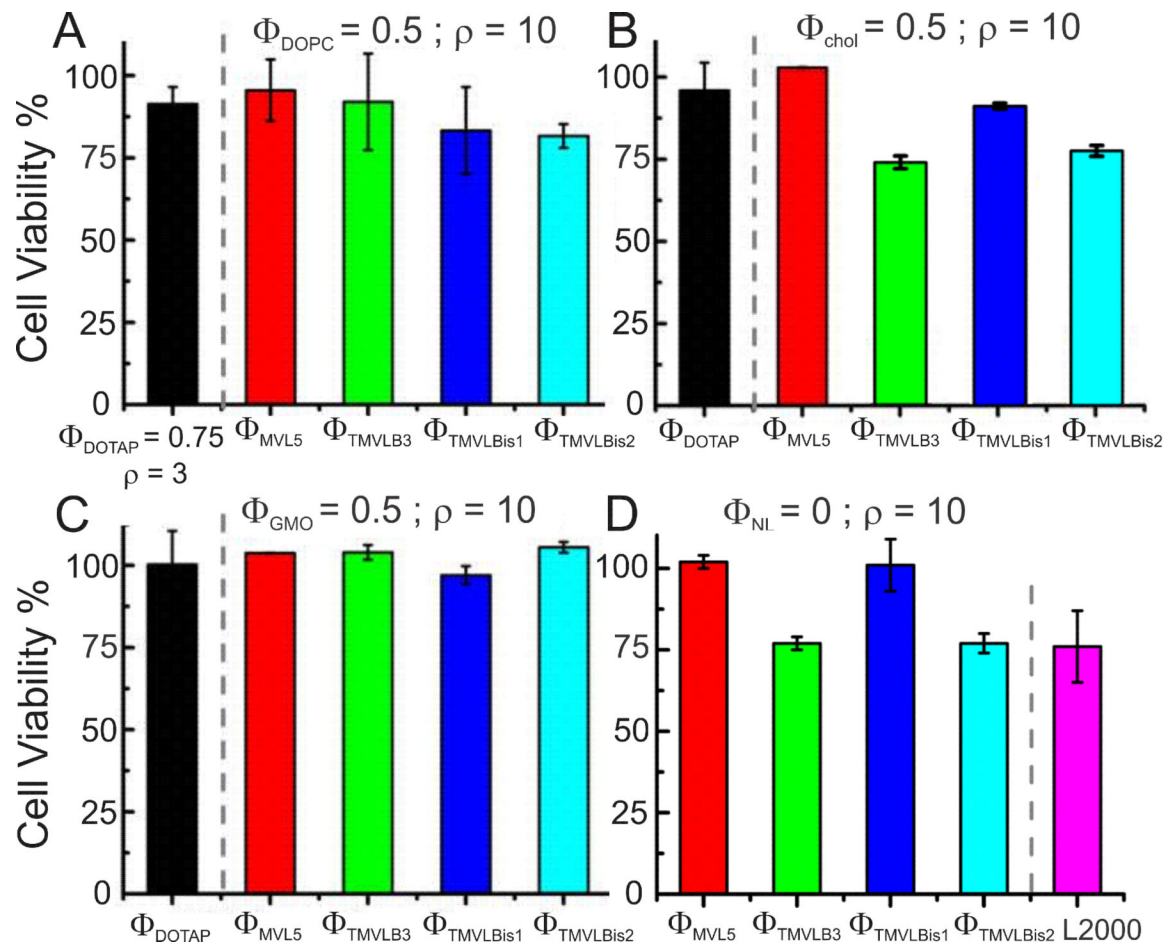 A
Φ_DOPC = 0.5 ; ρ = 10
Cell Viability %
100
75
50
25
0
Φ_DOTAP = 0.75
ρ = 3
Φ_MVL5
Φ_TMVLB3
Φ_TMVLBis1
Φ_TMVLBis2
B
Φ_chol = 0.5 ; ρ = 10
100
75
50
25
0
Φ_DOTAP
Φ_MVL5
Φ_TMVLB3
Φ_TMVLBis1
Φ_TMVLBis2
C
Φ_GMO = 0.5 ; ρ = 10
Cell Viability %
100
75
50
25
0
Φ_DOTAP
Φ_MVL5
Φ_TMVLB3
Φ_TMVLBis1
Φ_TMVLBis2
D
Φ_NL = 0 ; ρ = 10
100
75
50
25
0
Φ_MVL5
Φ_TMVLB3
Φ_TMVLBis1
Φ_TMVLBis2
L2000